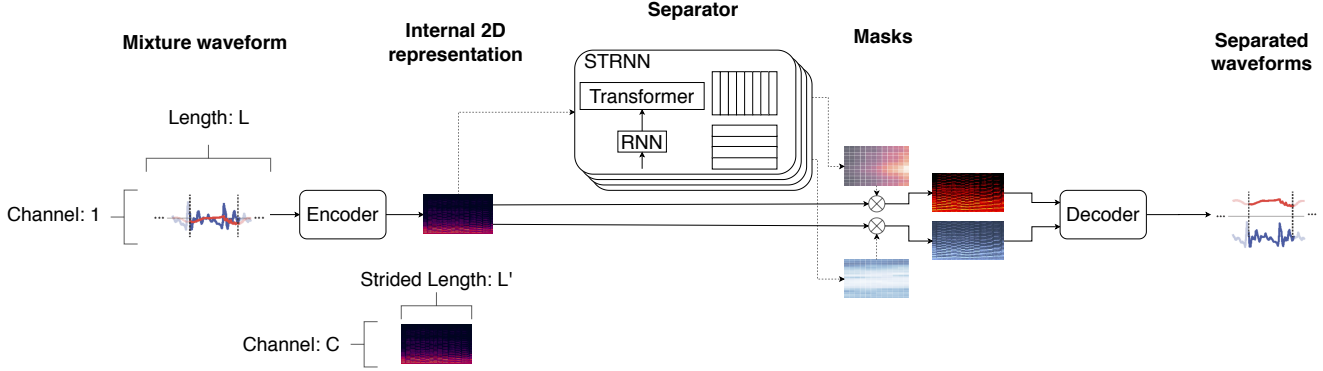 Mixture waveform
Internal 2D
representation
Separator
Masks
Separated
waveforms
STRNN
Transformer
RNN
Length: L
Channel: 1
...
...
Encoder
Decoder
...
...
Strided Length: L'
Channel: C